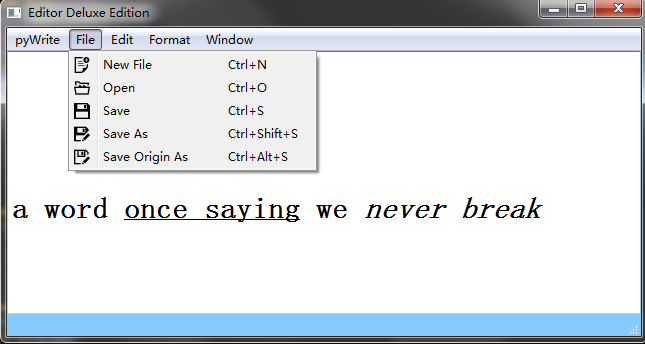 Editor Deluxe Edition
pyWrite File Edit Format Window
New File Ctrl+N
Open Ctrl+O
Save Ctrl+S
Save As Ctrl+Shift+S
Save Origin As Ctrl+Alt+S
a word once saying we never break